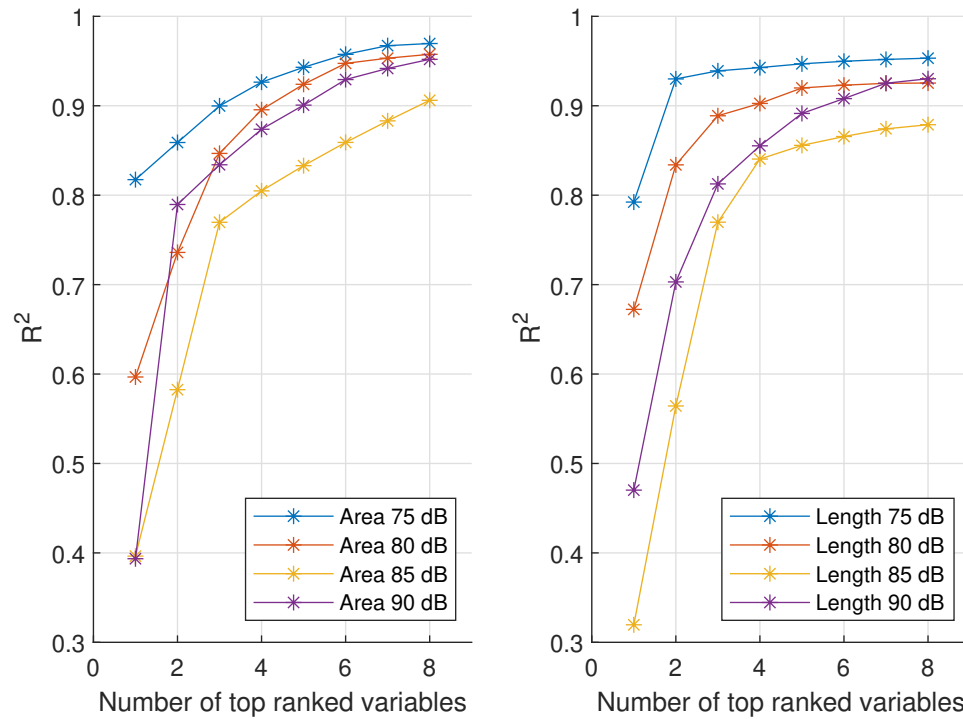 1
0.9
0.8
0.7
0.6
0.5
0.4
0.3
R²
0 2 4 6 8
Number of top ranked variables
Area 75 dB
Area 80 dB
Area 85 dB
Area 90 dB
1
0.9
0.8
0.7
0.6
0.5
0.4
0.3
R²
0 2 4 6 8
Number of top ranked variables
Length 75 dB
Length 80 dB
Length 85 dB
Length 90 dB